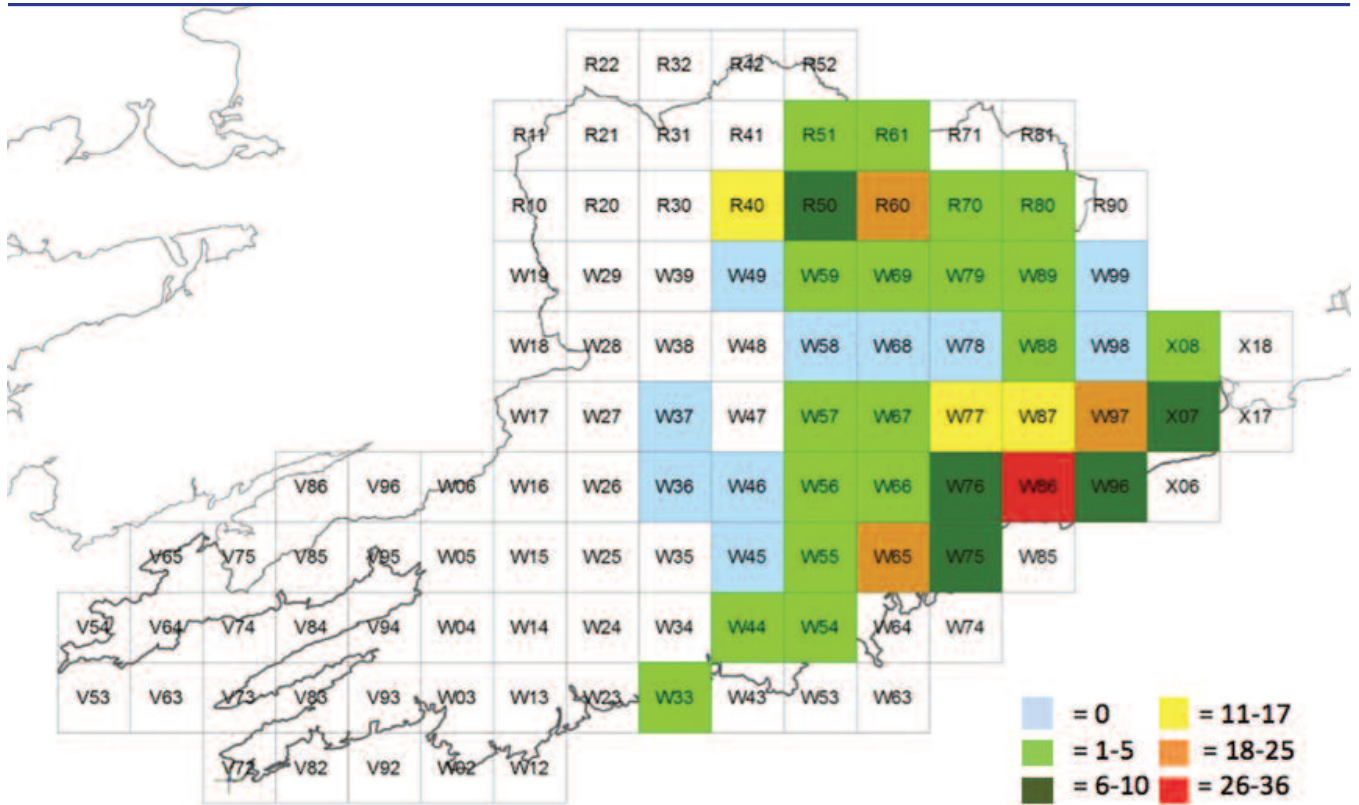 R22 R32 R42 R52
R11 R21 R31 R41 R51 R61 R71 R81
R10 R20 R30 R40 R50 R60 R70 R80 R90
W19 W29 W39 W49 W59 W69 W79 W89 W99
W18 W28 W38 W48 W58 W68 W78 W88 W98 X08 X18
W17 W27 W37 W47 W57 W67 W77 W87 W97 X07 X17
V86 V96 W06 W16 W26 W36 W46 W56 W66 W76 W86 W96 X06
V65 V75 V85 V95 W05 W15 W25 W35 W45 W55 W65 W75 W85
V54 V64 V74 V84 V94 W04 W14 W24 W34 W44 W54 W64 W74
V53 V63 V73 V83 V93 W03 W13 W23 W33 W43 W53 W63
V72 V82 V92 W02 W12
= 0 = 11-17
= 1-5 = 18-25
= 6-10 = 26-36